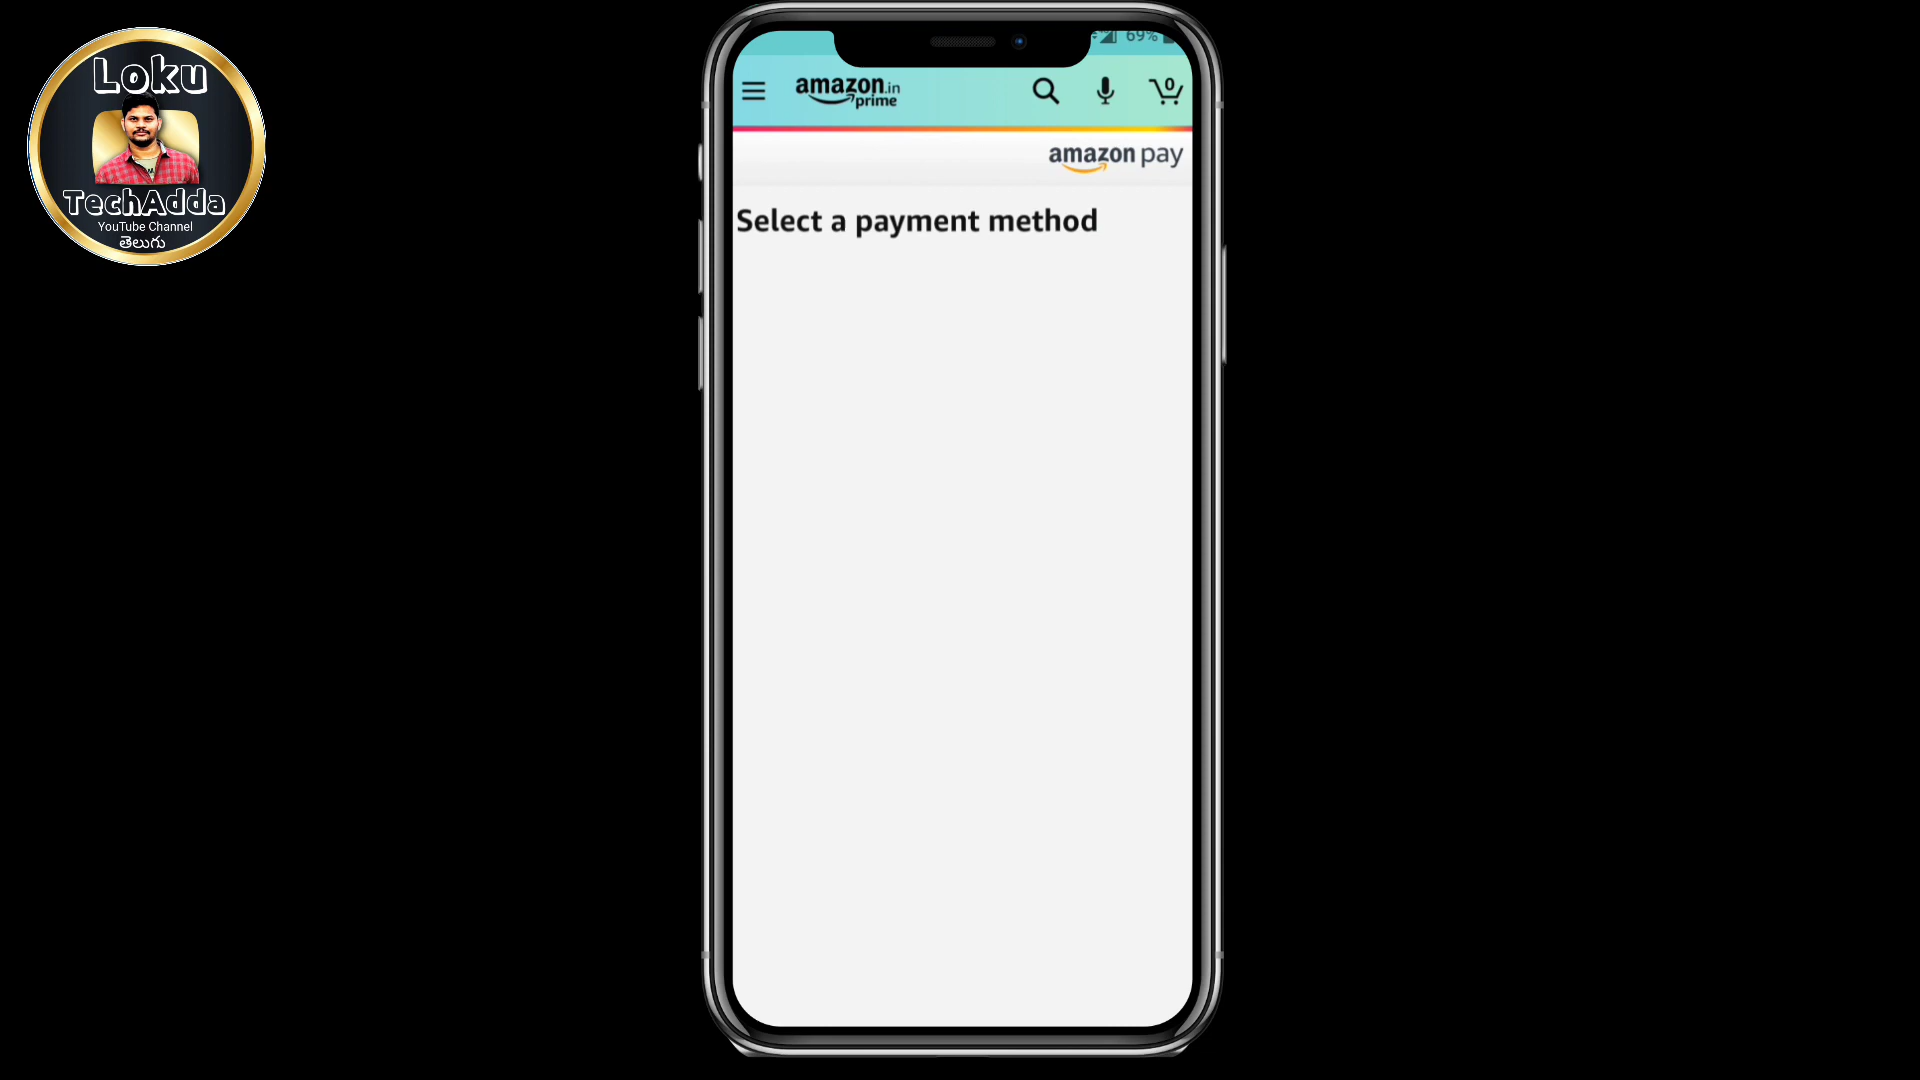 Loku
TechAdda
YouTube Channel
తెలుగు
69%
amazon.in
prime
0
amazon pay
Select a payment method